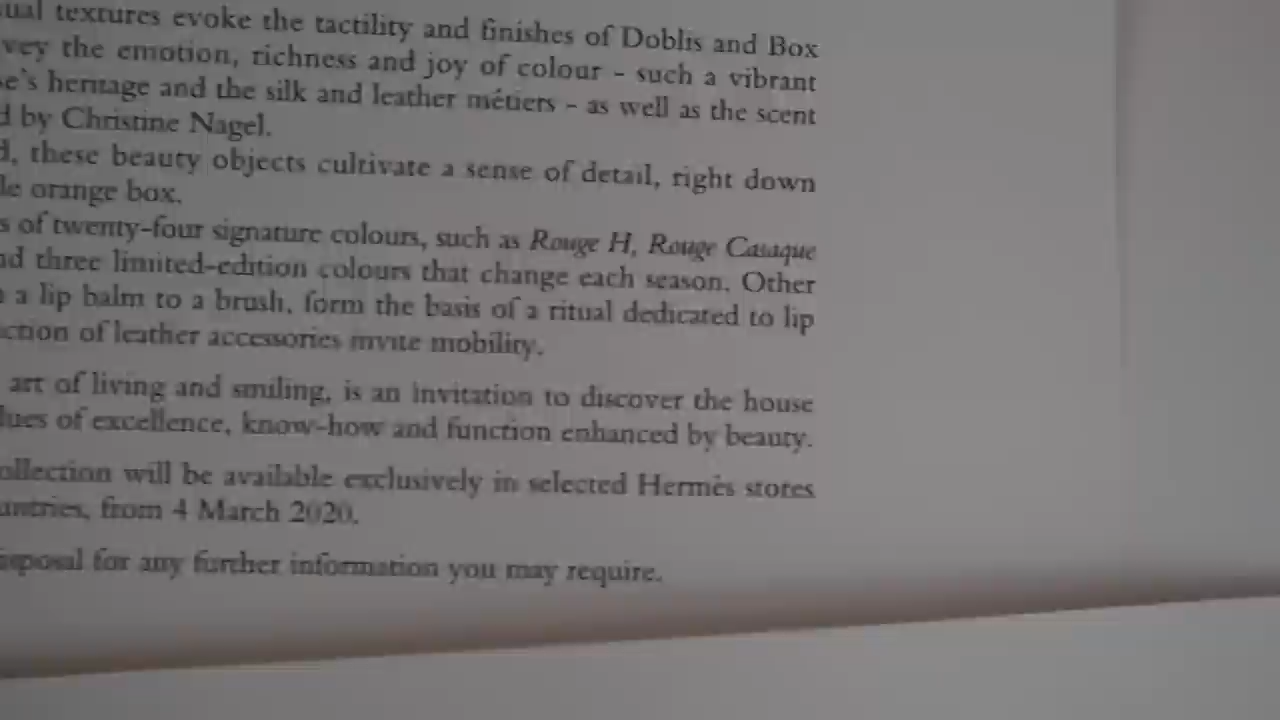 ual textures evoke the tactility and finishes of Doblis and Box
vey the emotion, richness and joy of colour - such a vibrant
e's heritage and the silk and leather métiers - as well as the scent
d by Christine Nagel.
d, these beauty objects cultivate a sense of detail, right down
le orange box.
s of twenty-four signature colours, such as Rouge H, Rouge Casaque
nd three limited-edition colours that change each season. Other
a lip balm to a brush, form the basis of a ritual dedicated to lip
ction of leather accessories invite mobility.
art of living and smiling, is an invitation to discover the house
lues of excellence, know-how and function enhanced by beauty.
ollection will be available exclusively in selected Hermès stores
untries, from 4 March 2020.
isposal for any further information you may require.